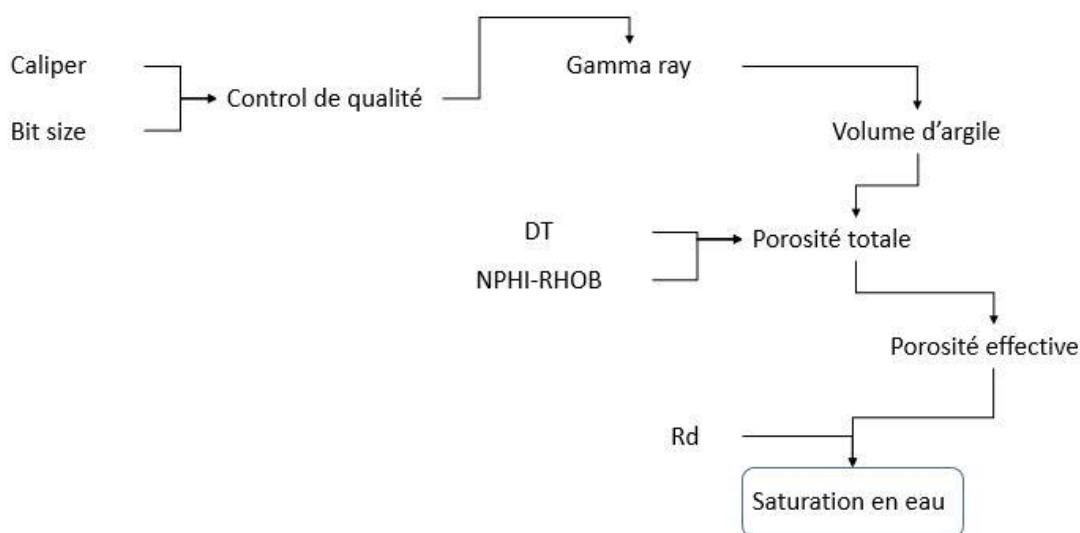 Caliper
Bit size
Control de qualité
Gamma ray
Volume d'argile
DT
NPHI-RHOB
Porosité totale
Porosité effective
Rd
Saturation en eau